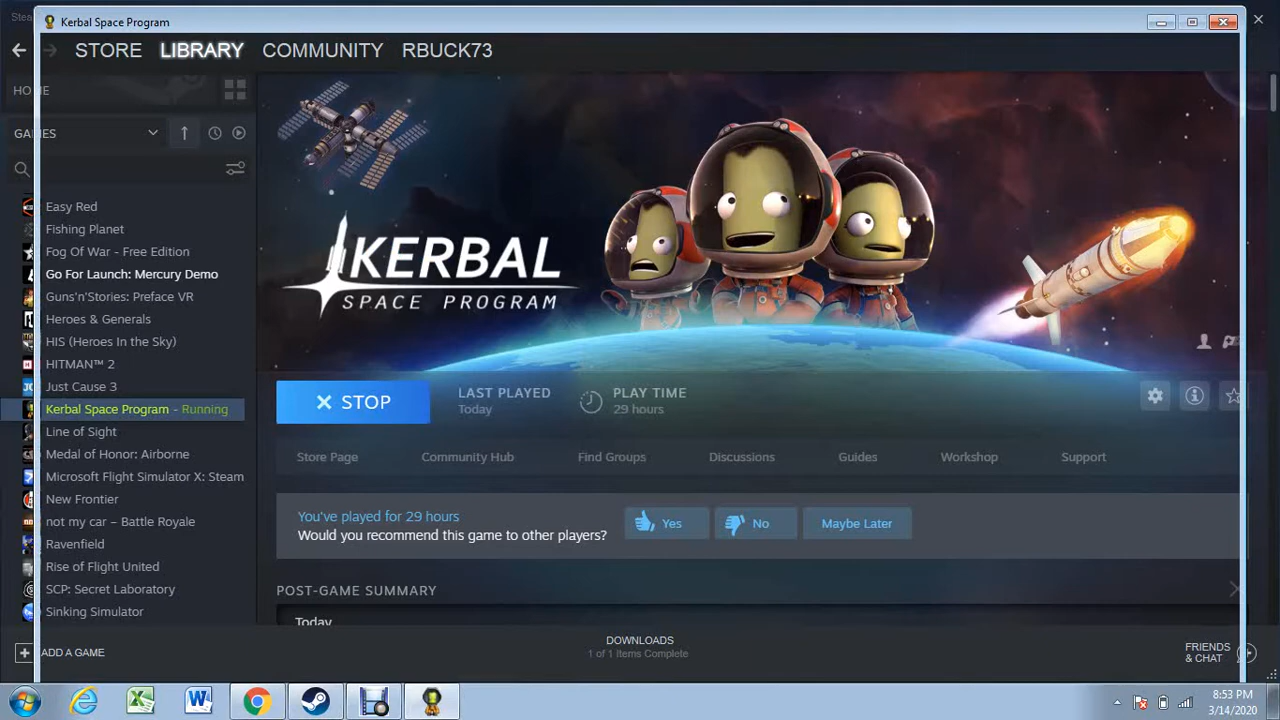 Stea
Kerbal Space Program
STORE
LIBRARY
COMMUNITY
RBUCK73
HOME
GAMES
Easy Red
Fishing Planet
Fog Of War - Free Edition
Go For Launch: Mercury Demo
Guns'n'Stories: Preface VR
Heroes & Generals
HIS (Heroes In the Sky)
HITMAN™ 2
Just Cause 3
Kerbal Space Program - Running
Line of Sight
Medal of Honor: Airborne
Microsoft Flight Simulator X: Steam
New Frontier
not my car – Battle Royale
Ravenfield
Rise of Flight United
SCP: Secret Laboratory
Sinking Simulator
ADD A GAME
KERBAL
SPACE PROGRAM
STOP
LAST PLAYED
Today
PLAY TIME
29 hours
Store Page
Community Hub
Find Groups
Discussions
Guides
Workshop
Support
You've played for 29 hours
Would you recommend this game to other players?
Yes
No
Maybe Later
POST-GAME SUMMARY
Today
DOWNLOADS
1 of 1 Items Complete
FRIENDS
& CHAT
8:53 PM
3/14/2020